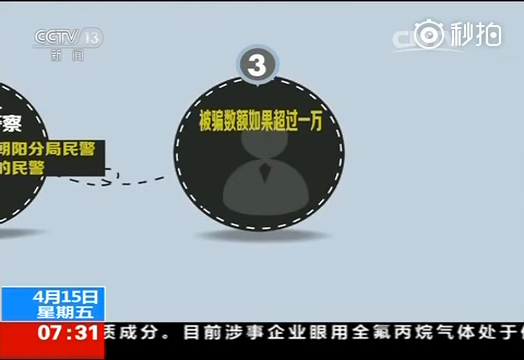 CCTV 13
新闻
秒拍
3
察
朝阳分局民警
的民警
被骗数额如果超过一万
4月15日
星期五
07:31
质成分。目前涉事企业眼用全氟丙烷气体处于